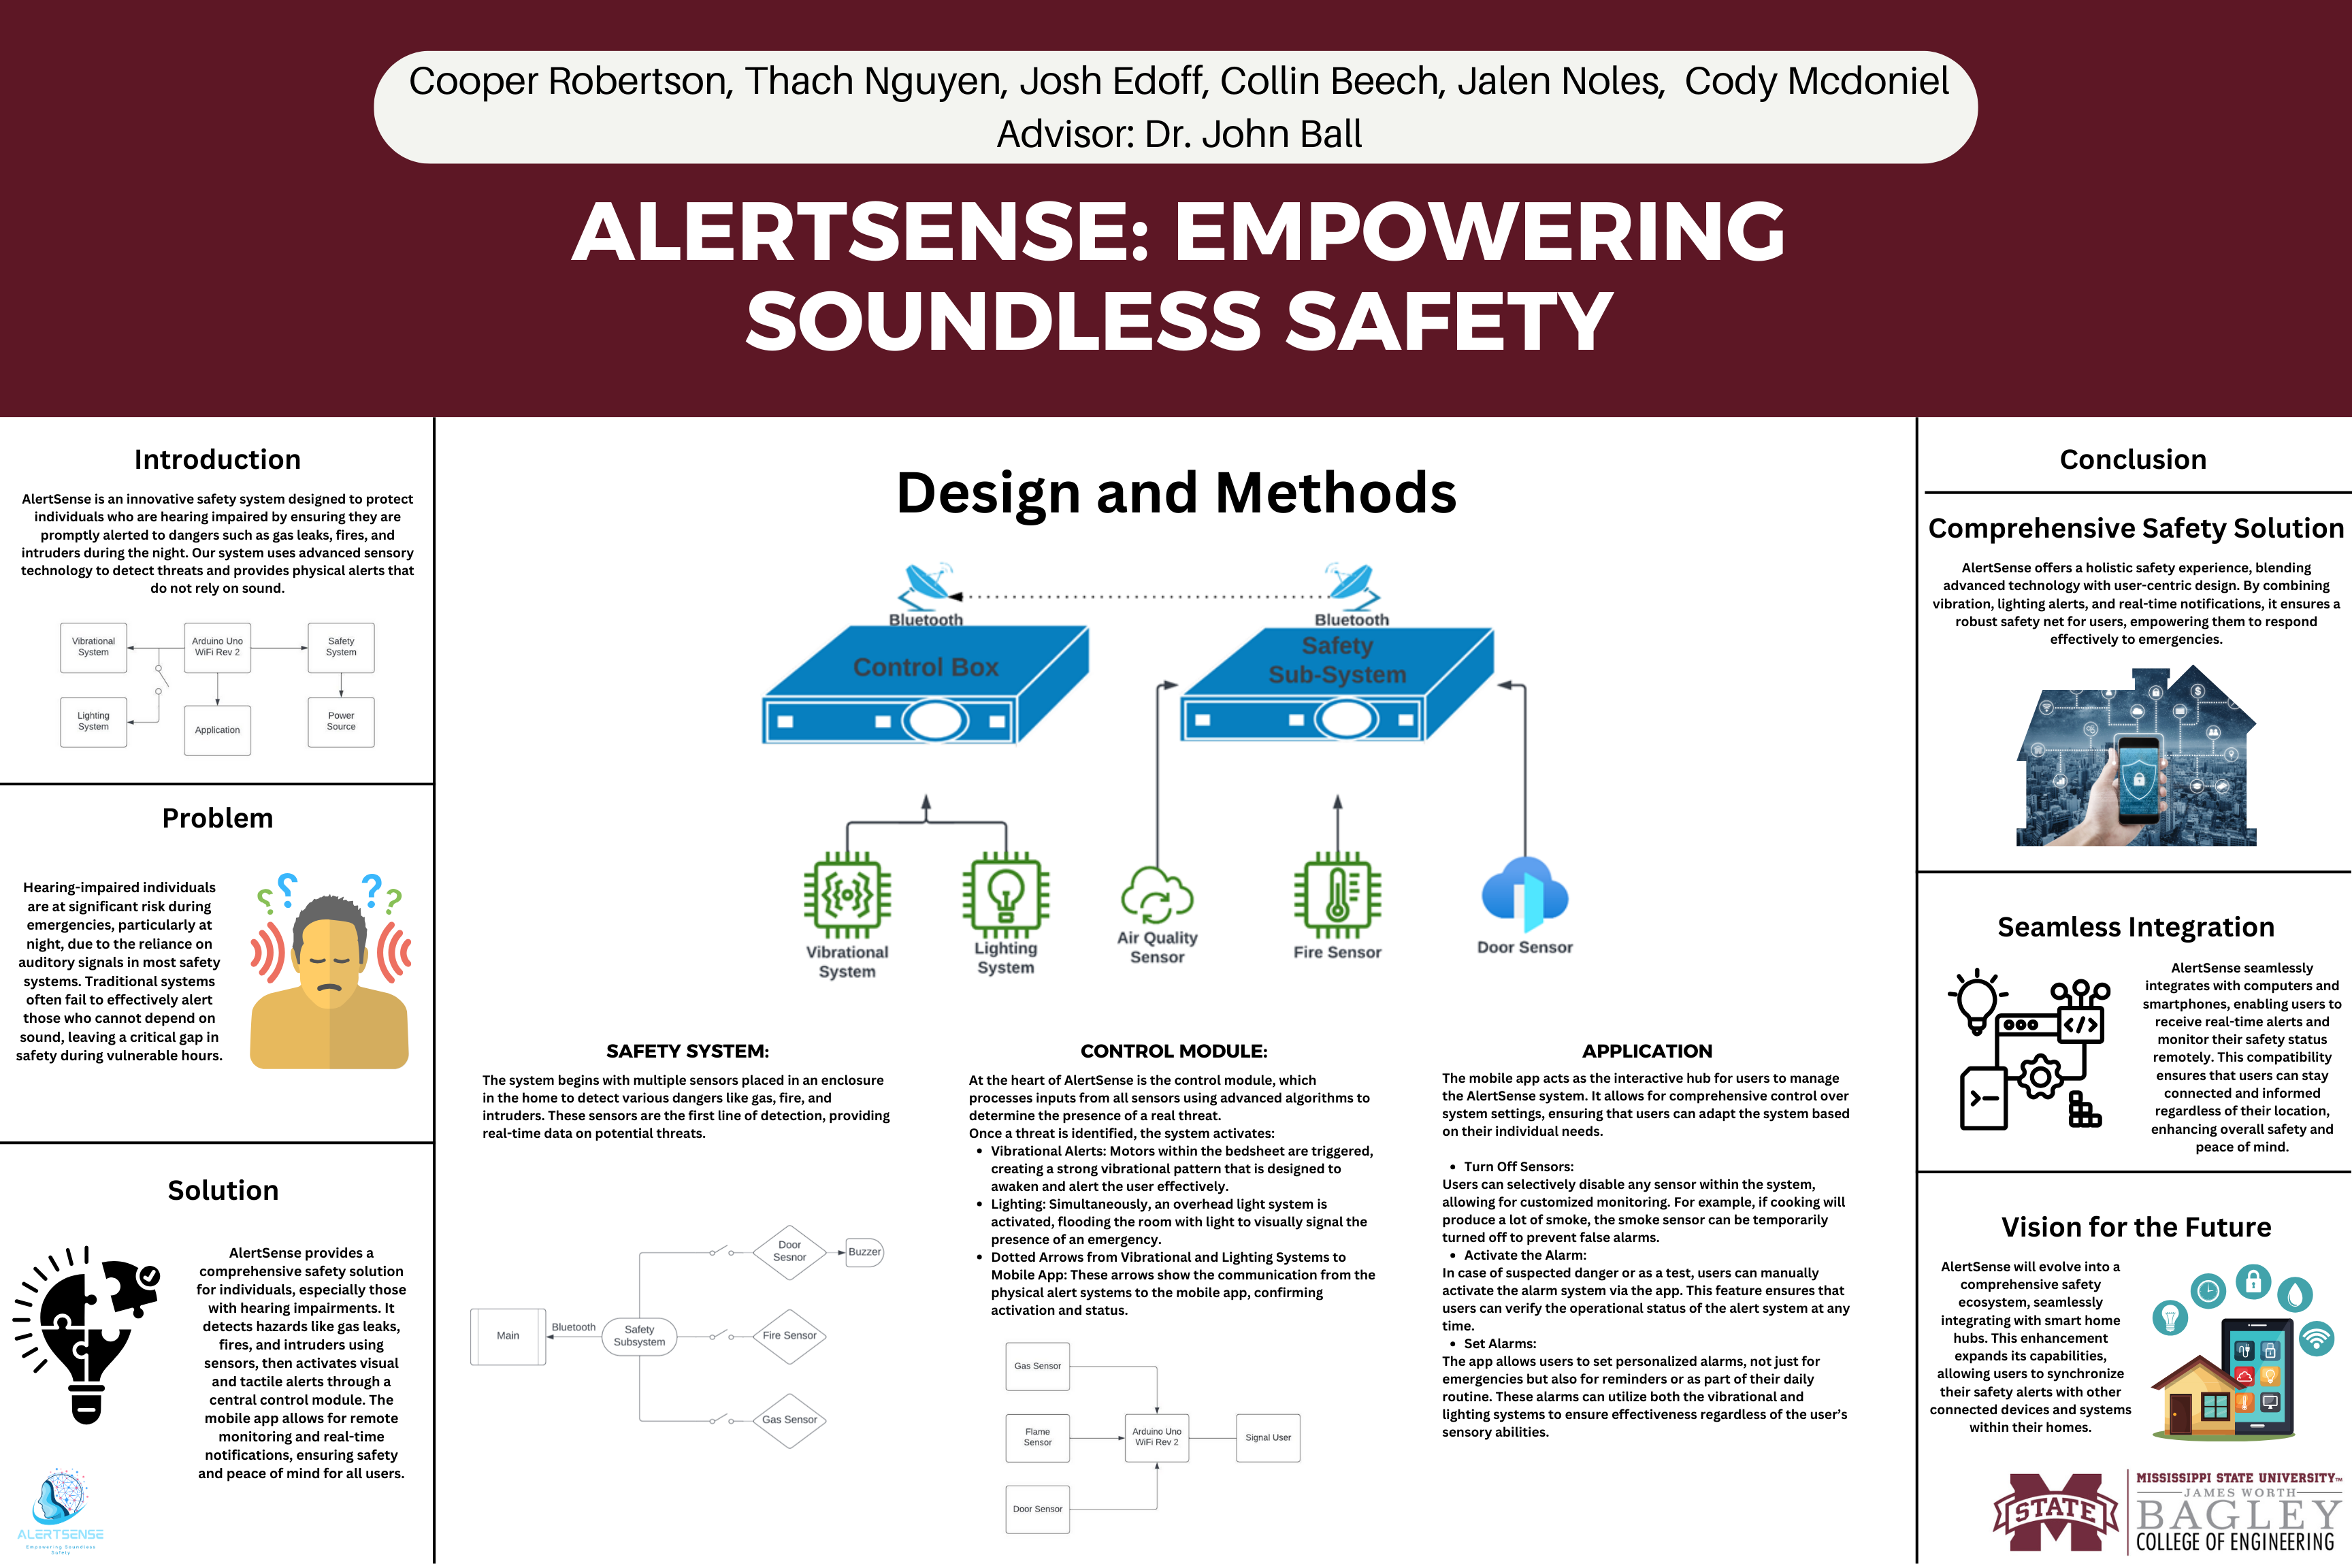 Cooper Robertson, Thach Nguyen, Josh Edoff, Collin Beech, Jalen Noles, Cody Mcdoniel
Advisor: Dr. John Ball
ALERTSENSE: EMPOWERING
SOUNDLESS SAFETY
Introduction
AlertSense is an innovative safety system designed to protect
individuals who are hearing impaired by ensuring they are
promptly alerted to dangers such as gas leaks, fires, and
intruders during the night. Our system uses advanced sensory
technology to detect threats and provides physical alerts that
do not rely on sound.
Vibrational
System
Arduino Uno
WiFi Rev 2
Safety
System
Lighting
System
Application
Power
Source
Problem
Hearing-impaired individuals
are at significant risk during
emergencies, particularly at
night, due to the reliance on
auditory signals in most safety
systems. Traditional systems
often fail to effectively alert
those who cannot depend on
sound, leaving a critical gap in
safety during vulnerable hours.
Solution
AlertSense provides a
comprehensive safety solution
for individuals, especially those
with hearing impairments. It
detects hazards like gas leaks,
fires, and intruders using
sensors, then activates visual
and tactile alerts through a
central control module. The
mobile app allows for remote
monitoring and real-time
notifications, ensuring safety
and peace of mind for all users.
ALERTSENSE
Empowering Soundless
Safety
Design and Methods
Bluetooth
Bluetooth
Control Box
Safety
Sub-System
Vibrational
System
Lighting
System
Air Quality
Sensor
Fire Sensor
Door Sensor
SAFETY SYSTEM:
The system begins with multiple sensors placed in an enclosure
in the home to detect various dangers like gas, fire, and
intruders. These sensors are the first line of detection, providing
real-time data on potential threats.
Door
Sesnor
Buzzer
Main
Bluetooth
Safety
Subsystem
Fire Sensor
Gas Sensor
CONTROL MODULE:
At the heart of AlertSense is the control module, which
processes inputs from all sensors using advanced algorithms to
determine the presence of a real threat.
Once a threat is identified, the system activates:
• Vibrational Alerts: Motors within the bedsheet are triggered,
creating a strong vibrational pattern that is designed to
awaken and alert the user effectively.
• Lighting: Simultaneously, an overhead light system is
activated, flooding the room with light to visually signal the
presence of an emergency.
• Dotted Arrows from Vibrational and Lighting Systems to
Mobile App: These arrows show the communication from the
physical alert systems to the mobile app, confirming
activation and status.
Gas Sensor
Flame
Sensor
Arduino Uno
WiFi Rev 2
Signal User
Door Sensor
APPLICATION
The mobile app acts as the interactive hub for users to manage
the AlertSense system. It allows for comprehensive control over
system settings, ensuring that users can adapt the system based
on their individual needs.
• Turn Off Sensors:
Users can selectively disable any sensor within the system,
allowing for customized monitoring. For example, if cooking will
produce a lot of smoke, the smoke sensor can be temporarily
turned off to prevent false alarms.
• Activate the Alarm:
In case of suspected danger or as a test, users can manually
activate the alarm system via the app. This feature ensures that
users can verify the operational status of the alert system at any
time.
• Set Alarms:
The app allows users to set personalized alarms, not just for
emergencies but also for reminders or as part of their daily
routine. These alarms can utilize both the vibrational and
lighting systems to ensure effectiveness regardless of the user's
sensory abilities.
Conclusion
Comprehensive Safety Solution
AlertSense offers a holistic safety experience, blending
advanced technology with user-centric design. By combining
vibration, lighting alerts, and real-time notifications, it ensures a
robust safety net for users, empowering them to respond
effectively to emergencies.
Seamless Integration
AlertSense seamlessly
integrates with computers and
smartphones, enabling users to
receive real-time alerts and
monitor their safety status
remotely. This compatibility
ensures that users can stay
connected and informed
regardless of their location,
enhancing overall safety and
peace of mind.
Vision for the Future
AlertSense will evolve into a
comprehensive safety
ecosystem, seamlessly
integrating with smart home
hubs. This enhancement
expands its capabilities,
allowing users to synchronize
their safety alerts with other
connected devices and systems
within their homes.
M
STATE
MISSISSIPPI STATE UNIVERSITY™
JAMES WORTH
BAGLEY
COLLEGE OF ENGINEERING